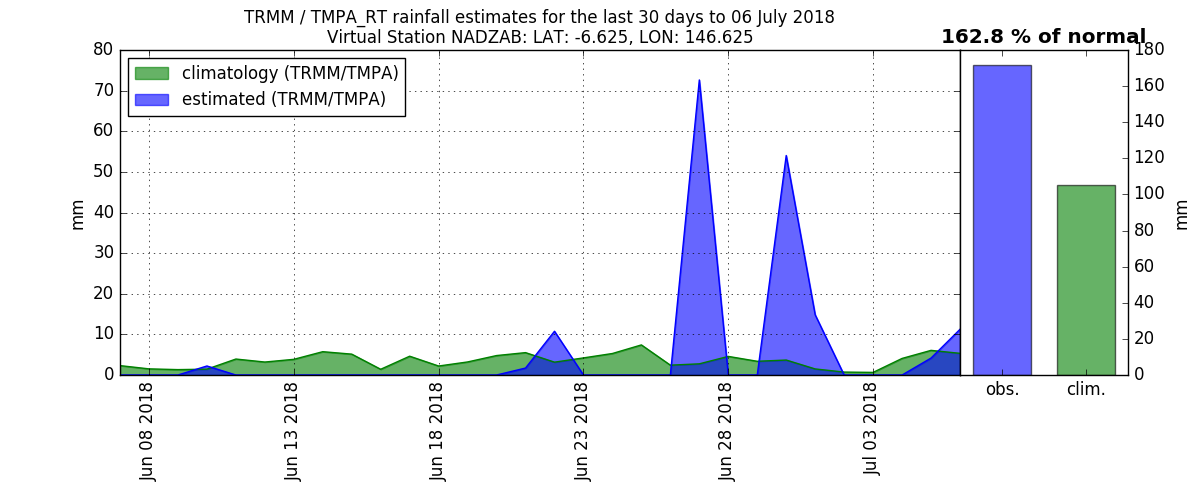 TRMM / TMPA_RT rainfall estimates for the last 30 days to 06 July 2018
Virtual Station NADZAB: LAT: -6.625, LON: 146.625
162.8 % of normal
climatology (TRMM/TMPA)
estimated (TRMM/TMPA)
80
70
60
50
40
30
20
10
0
mm
Jun 08 2018
Jun 13 2018
Jun 18 2018
Jun 23 2018
Jun 28 2018
Jul 03 2018
obs.
clim.
180
160
140
120
100
80
60
40
20
0
mm